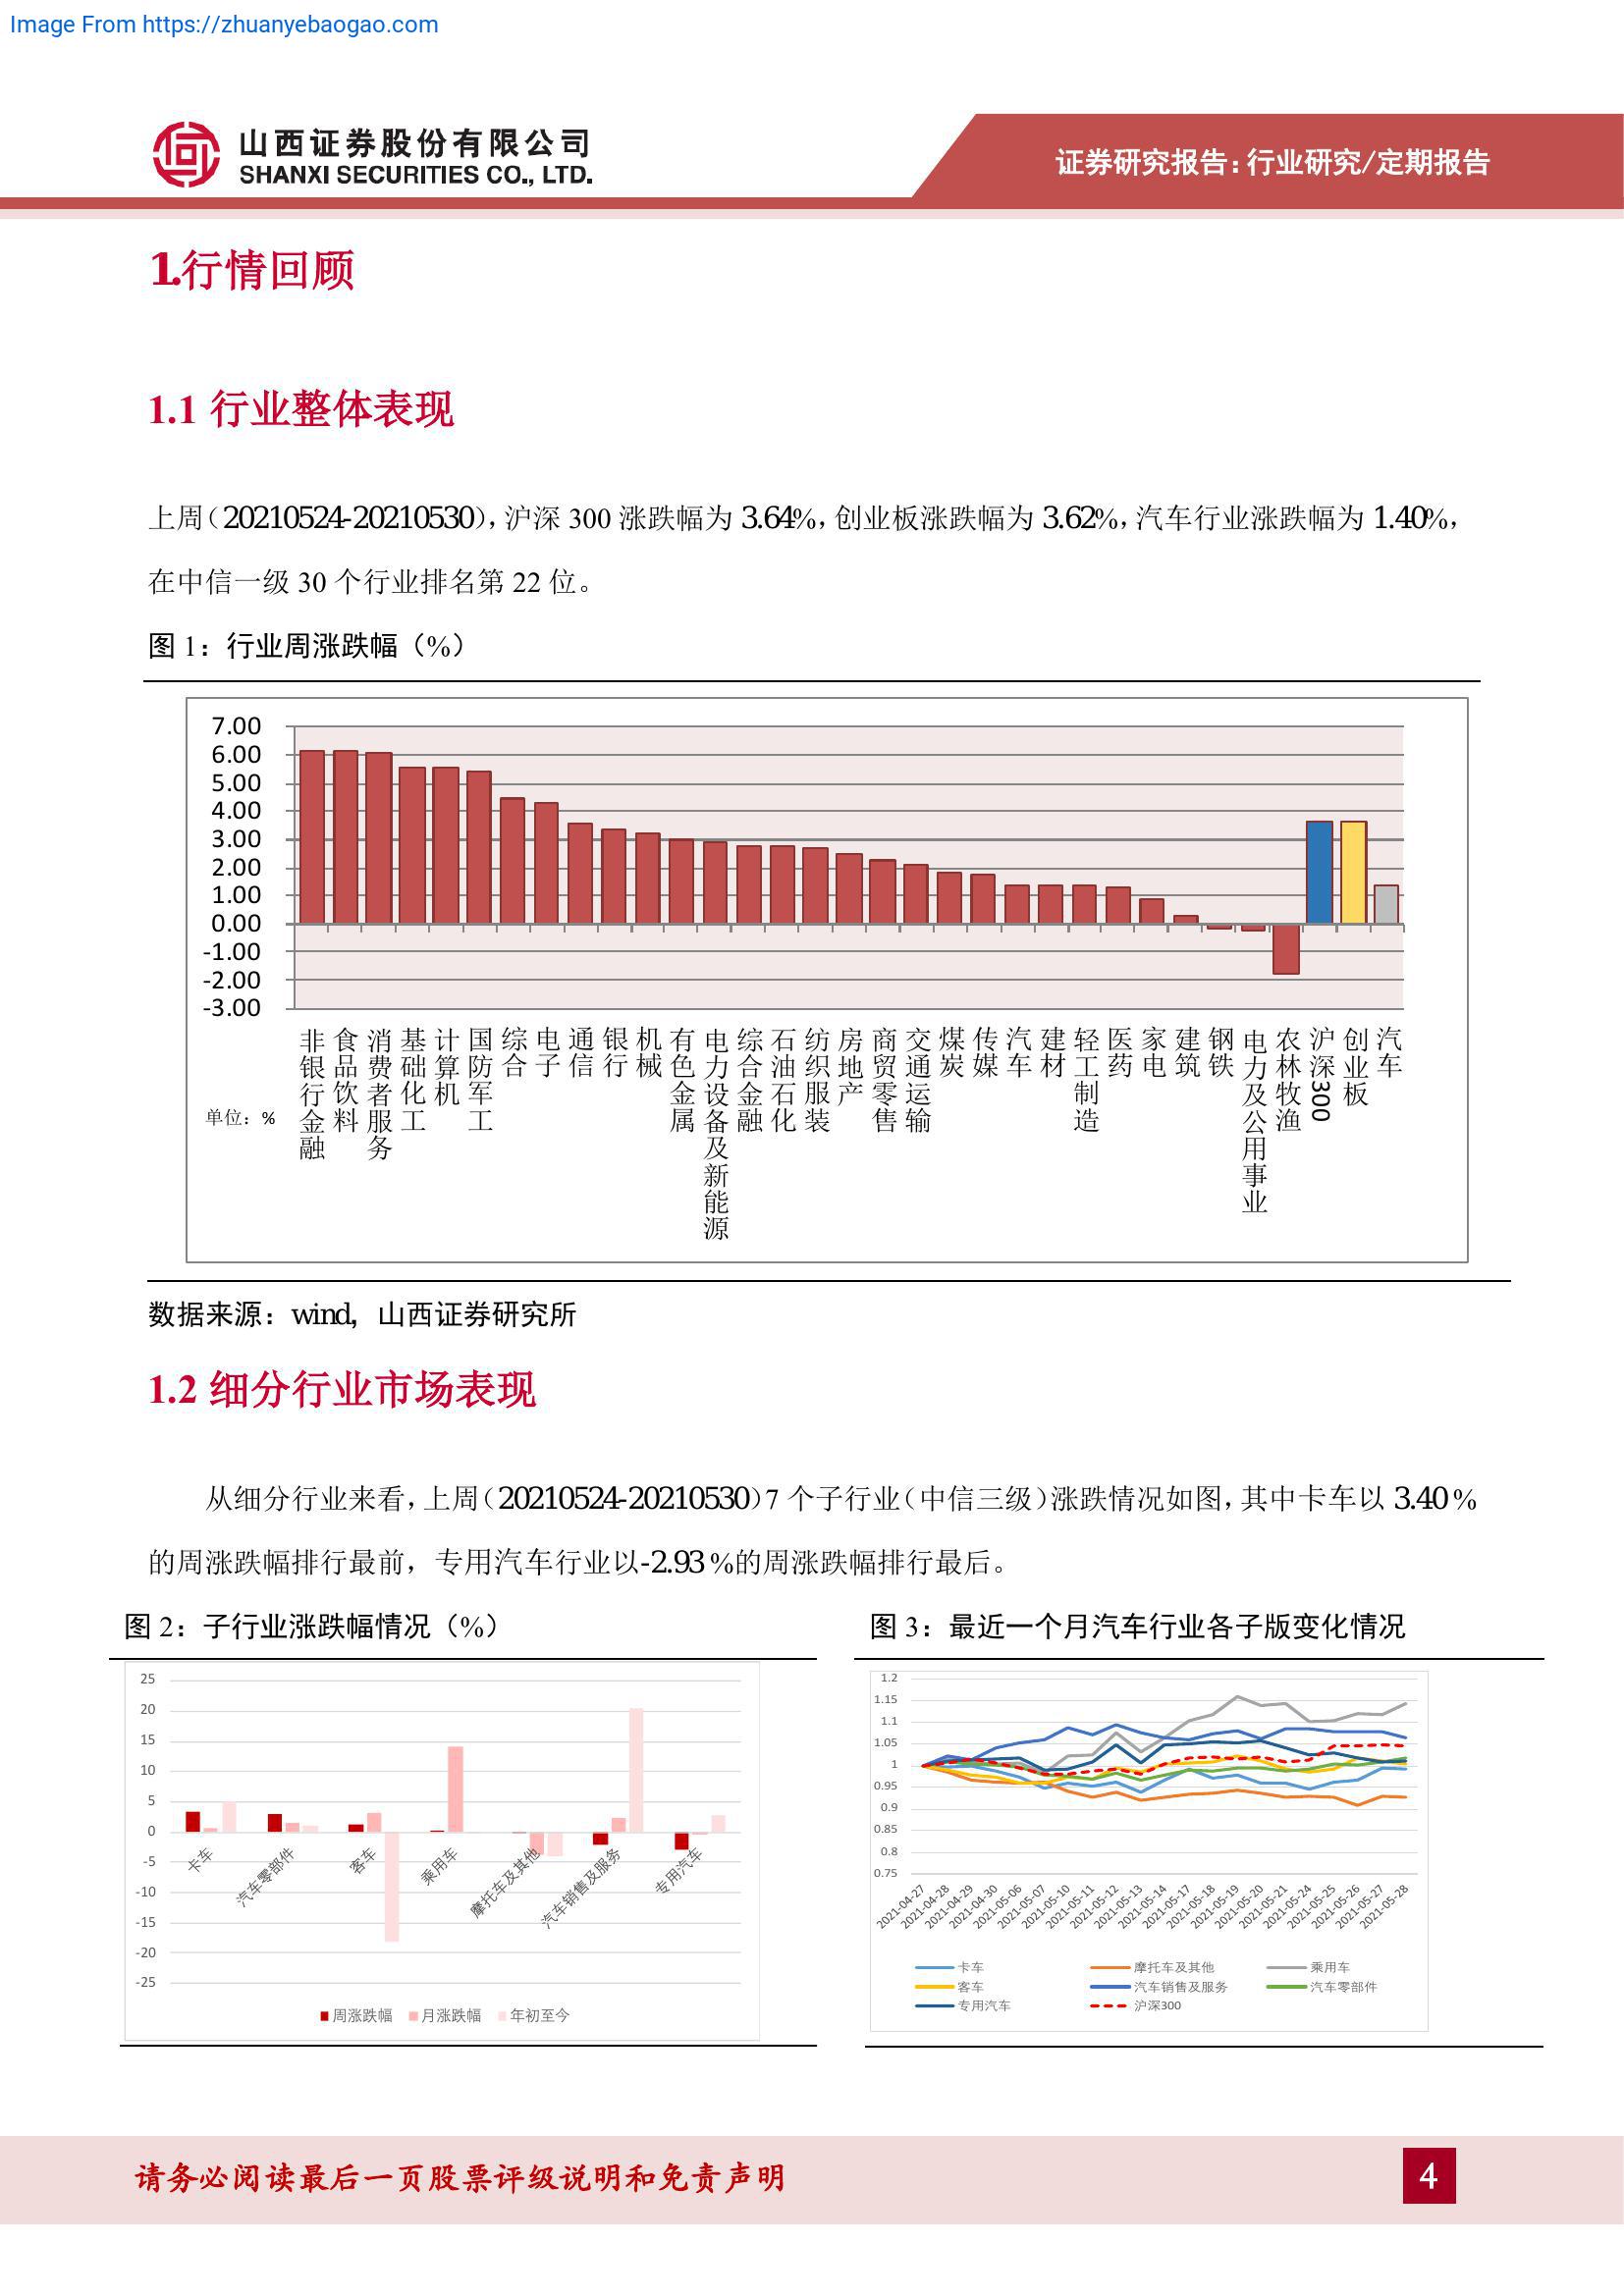 Image From https://zhuanyebaogao.com
山西证券股份有限公司
SHANXI SECURITIES CO., LTD.
证券研究报告:行业研究/定期报告
1.行情回顾
1.1 行业整体表现
上周（20210524-20210530），沪深 300 涨跌幅为 3.64%，创业板涨跌幅为 3.62%，汽车行业涨跌幅为 1.40%，
在中信一级 30 个行业排名第 22 位。
图 1：行业周涨跌幅（%）
7.00
6.00
5.00
4.00
3.00
2.00
1.00
0.00
-1.00
-2.00
-3.00
单位：%
非银行金融
食品饮料
消费者服务
基础化工
计算机
国防军工
综合
电子
通信
银行
机械
有色金属
电力设备及新能源
综合金融
石油石化
纺织服装
房地产
商贸零售
交通运输
煤炭
传媒
汽车
建材
轻工制造
医药
家电
建筑
钢铁
电力及公用事业
农林牧渔
沪深300
创业板
汽车
数据来源：wind，山西证券研究所
1.2 细分行业市场表现
从细分行业来看，上周（20210524-20210530）7 个子行业（中信三级）涨跌情况如图，其中卡车以 3.40 %
的周涨跌幅排行最前，专用汽车行业以-2.93 %的周涨跌幅排行最后。
图 2：子行业涨跌幅情况（%）
25
20
15
10
5
0
-5
-10
-15
-20
-25
卡车
汽车零部件
客车
乘用车
摩托车及其他
汽车销售及服务
专用汽车
周涨跌幅 月涨跌幅 年初至今
图 3：最近一个月汽车行业各子版变化情况
1.2
1.15
1.1
1.05
1
0.95
0.9
0.85
0.8
0.75
2021-04-27
2021-04-28
2021-04-29
2021-04-30
2021-05-06
2021-05-07
2021-05-10
2021-05-11
2021-05-12
2021-05-13
2021-05-14
2021-05-17
2021-05-18
2021-05-19
2021-05-20
2021-05-21
2021-05-24
2021-05-25
2021-05-26
2021-05-27
2021-05-28
卡车 摩托车及其他 乘用车
客车 汽车销售及服务 汽车零部件
专用汽车 沪深300
请务必阅读最后一页股票评级说明和免责声明
4